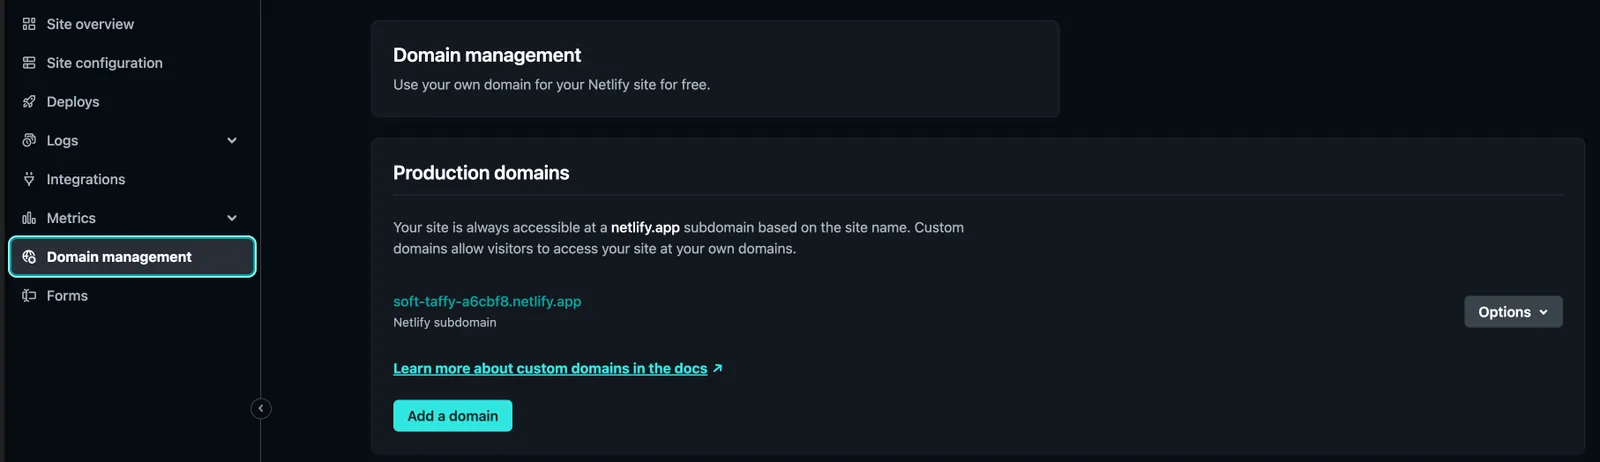 Site overview
Site configuration
Deploys
Logs
Integrations
Metrics
Domain management
Forms
Domain management
Use your own domain for your Netlify site for free.
Production domains
Your site is always accessible at a netlify.app subdomain based on the site name. Custom
domains allow visitors to access your site at your own domains.
soft-taffy-a6cbf8.netlify.app
Netlify subdomain
Options
Learn more about custom domains in the docs ↗
Add a domain